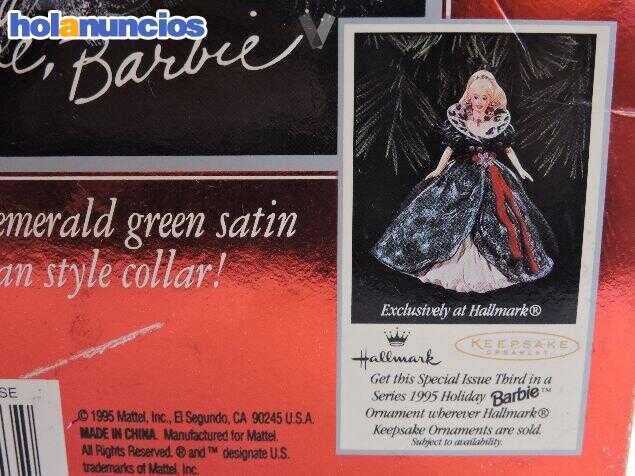 holanuncios
Barbie
emerald green satin
an style collar!
Exclusively at Hallmark®
Hallmark
KEEPSAKE
ORNAMENT
Get this Special Issue Third in a
Series 1995 Holiday Barbie™
Ornament wherever Hallmark®
Keepsake Ornaments are sold.
Subject to availability.
SE
© 1995 Mattel, Inc., El Segundo, CA 90245 U.S.A.
MADE IN CHINA. Manufactured for Mattel.
All Rights Reserved. ® and ™ designate U.S.
trademarks of Mattel, Inc.